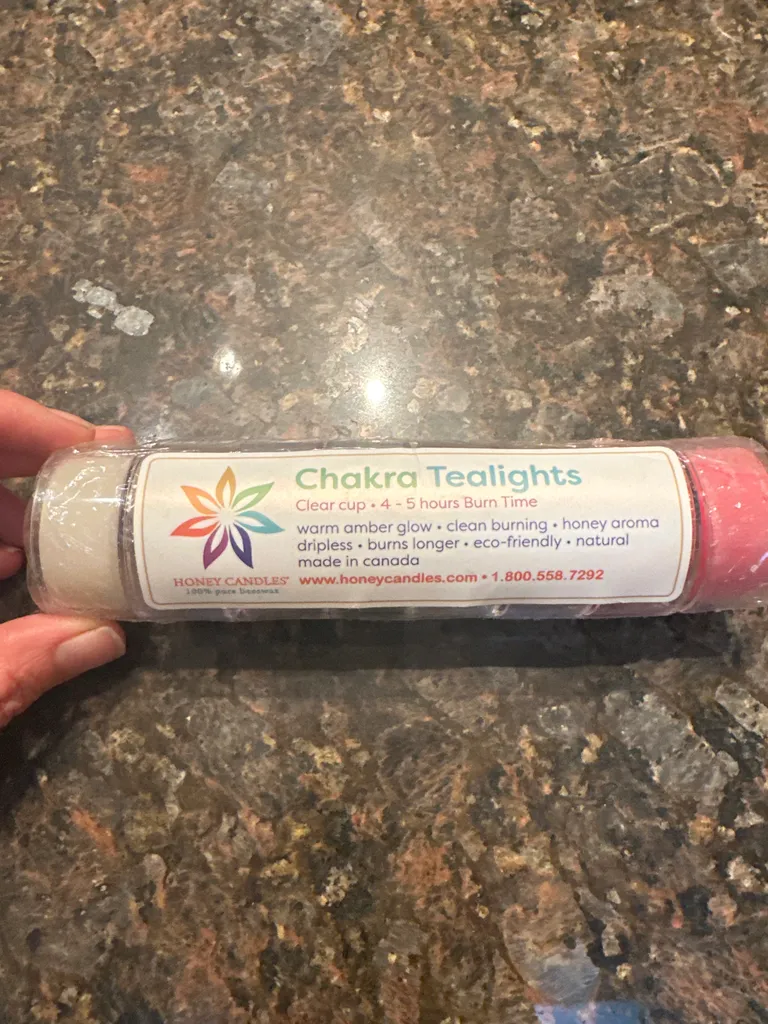 Chakra Tealights
Clear cup • 4 - 5 hours Burn Time
warm amber glow • clean burning • honey aroma
dripless • burns longer • eco-friendly • natural
made in canada
www.honeycandles.com • 1.800.558.7292
HONEY CANDLES®
100% pure beeswax